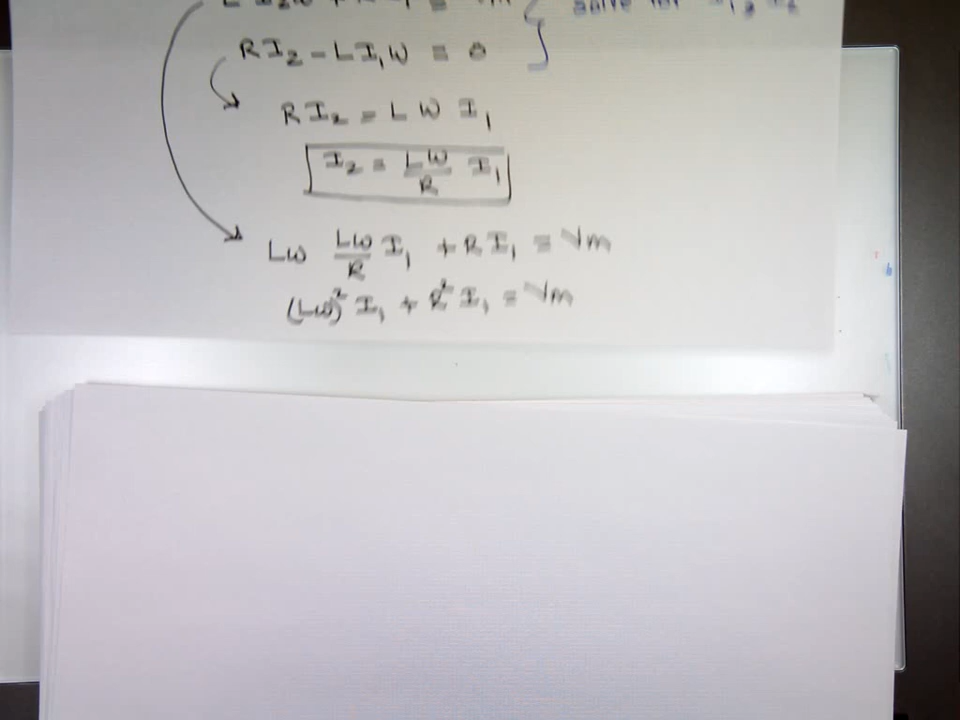 RI₂ - LI₁ω = 0
RI₂ = Lω I₁
I₂ = Lω/R I₁
Lω Lω/R I₁ + RI₁ = Vm
(Lω)² I₁ + R² I₁ = Vm